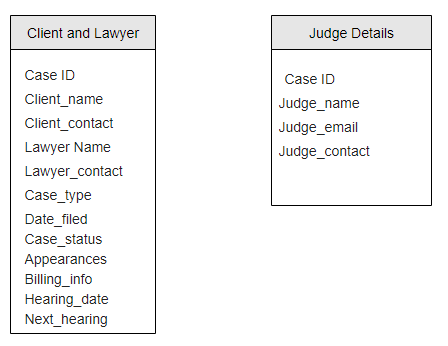 Client and Lawyer
Case ID
Client_name
Client_contact
Lawyer Name
Lawyer_contact
Case_type
Date_filed
Case_status
Appearances
Billing_info
Hearing_date
Next_hearing
Judge Details
Case ID
Judge_name
Judge_email
Judge_contact